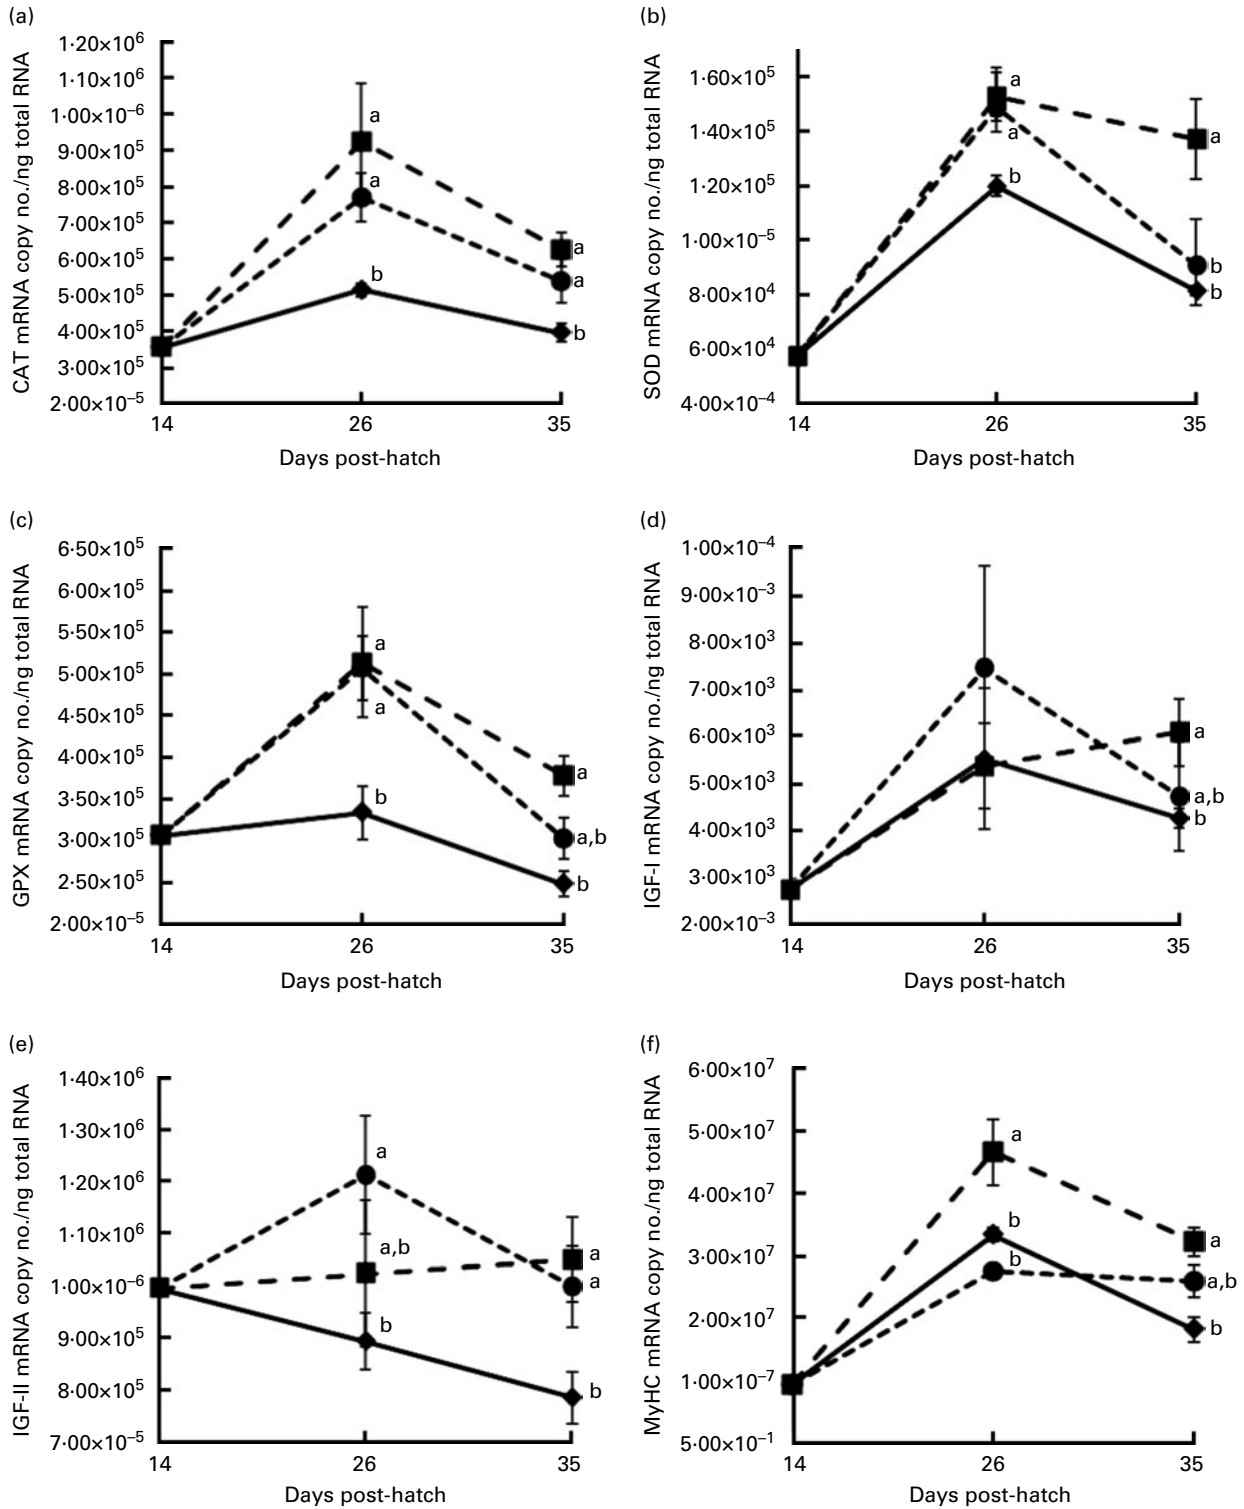 (a)
CAT mRNA copy no./ng total RNA
1·20×10⁶
1·10×10⁶
1·00×10⁻⁶
9·00×10⁵
8·00×10⁵
7·00×10⁵
6·00×10⁵
5·00×10⁵
4·00×10⁵
3·00×10⁵
2·00×10⁻⁵
a
a
b
a
a
b
14 26 35
Days post-hatch
(b)
SOD mRNA copy no./ng total RNA
1·60×10⁵
1·40×10⁵
1·20×10⁵
1·00×10⁻⁵
8·00×10⁴
6·00×10⁴
4·00×10⁻⁴
a
a
b
a
b
b
14 26 35
Days post-hatch
(c)
GPX mRNA copy no./ng total RNA
6·50×10⁵
6·00×10⁵
5·50×10⁵
5·00×10⁵
4·50×10⁵
4·00×10⁵
3·50×10⁵
3·00×10⁵
2·50×10⁵
2·00×10⁻⁵
a
a
b
a
a,b
b
14 26 35
Days post-hatch
(d)
IGF-I mRNA copy no./ng total RNA
1·00×10⁻⁴
9·00×10⁻³
8·00×10³
7·00×10³
6·00×10³
5·00×10³
4·00×10³
3·00×10³
2·00×10⁻³
a
a,b
b
14 26 35
Days post-hatch
(e)
IGF-II mRNA copy no./ng total RNA
1·40×10⁶
1·30×10⁶
1·20×10⁶
1·10×10⁶
1·00×10⁻⁶
9·00×10⁵
8·00×10⁵
7·00×10⁻⁵
a
a,b
b
a
a
b
14 26 35
Days post-hatch
(f)
MyHC mRNA copy no./ng total RNA
6·00×10⁷
5·00×10⁷
4·00×10⁷
3·00×10⁷
2·00×10⁷
1·00×10⁻⁷
5·00×10⁻¹
a
b
b
a
a,b
b
14 26 35
Days post-hatch